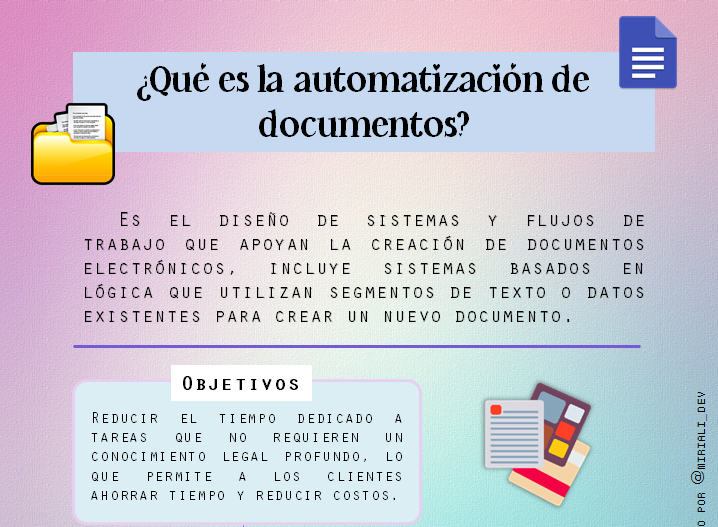 ¿Qué es la automatización de
documentos?
Es el diseño de sistemas y flujos de
trabajo que apoyan la creación de documentos
electrónicos, incluye sistemas basados en
lógica que utilizan segmentos de texto o datos
existentes para crear un nuevo documento.
Objetivos
Reducir el tiempo dedicado a
tareas que no requieren un
conocimiento legal profundo, lo
que permite a los clientes
ahorrar tiempo y reducir costos.
o por @miriali_dev